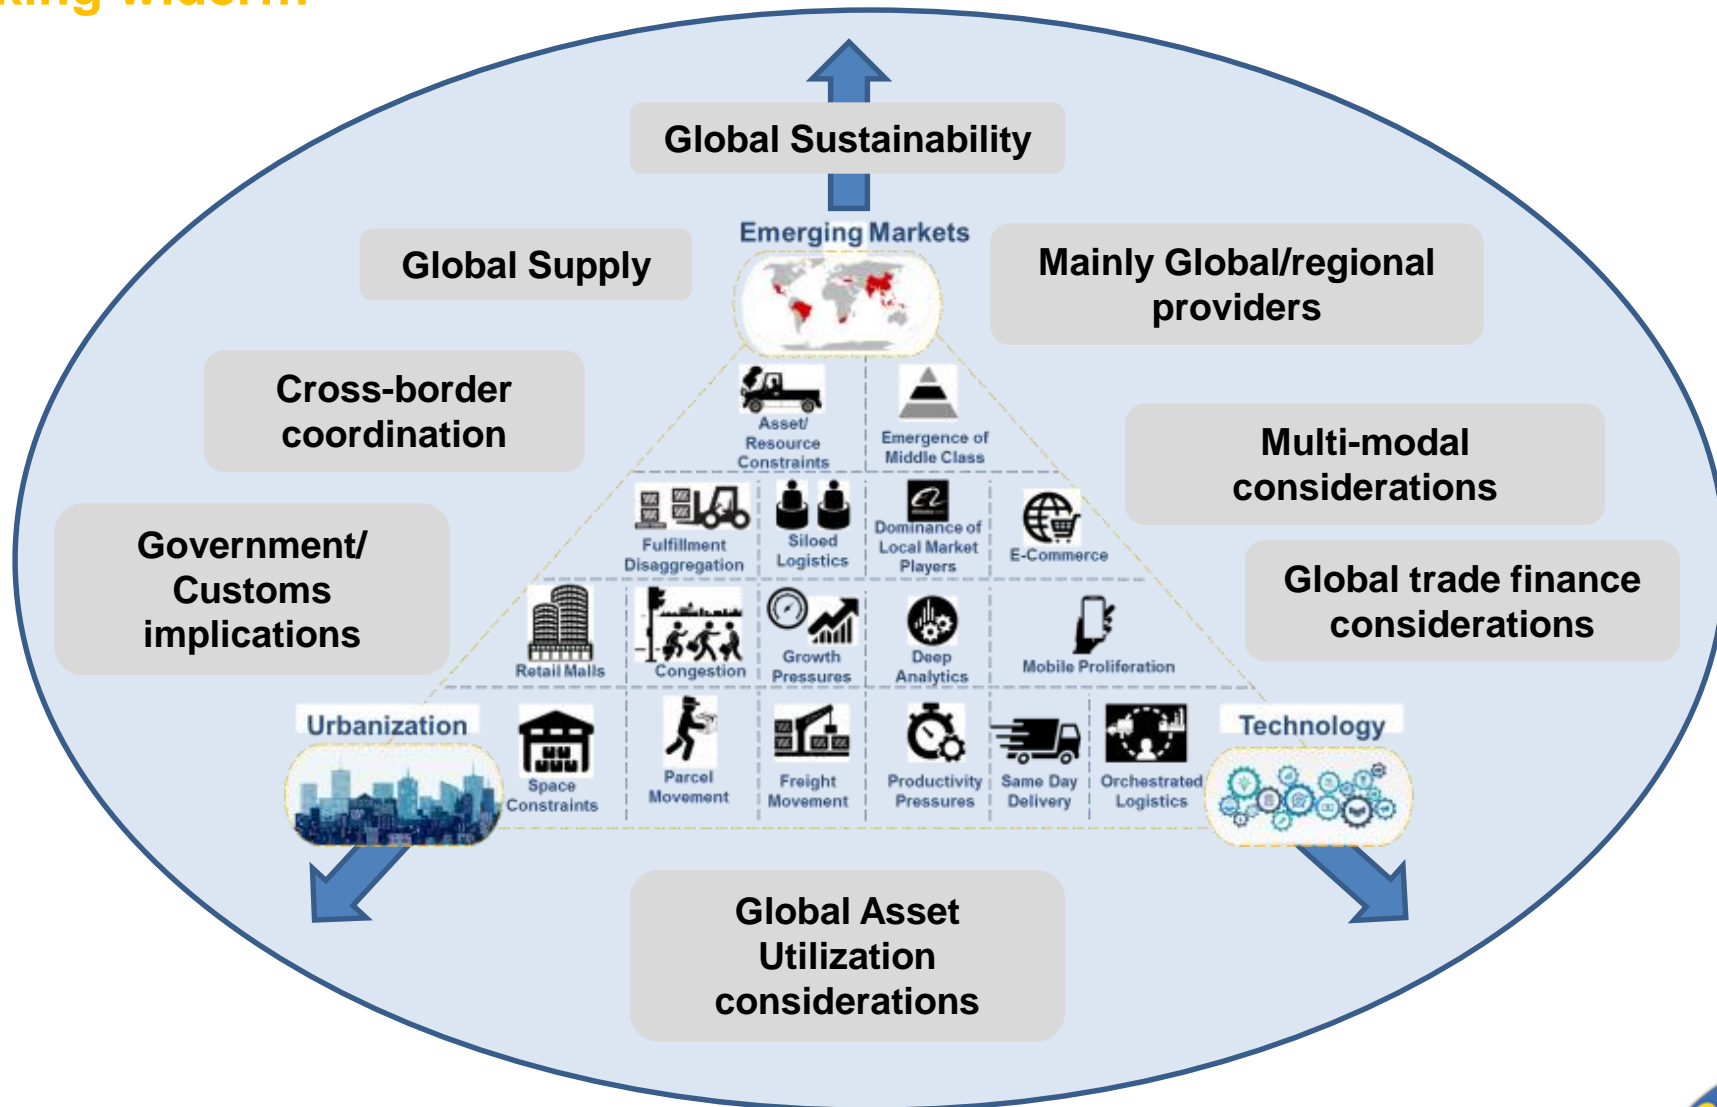 king wider...
Global Sustainability
Emerging Markets
Global Supply
Mainly Global/regional
providers
Cross-border
coordination
Multi-modal
considerations
Government/
Customs
implications
Global trade finance
considerations
Asset/
Resource
Constraints
Emergence of
Middle Class
Fulfillment
Disaggregation
Siloed
Logistics
Dominance of
Local Market
Players
E-Commerce
Retail Malls
Congestion
Growth
Pressures
Deep
Analytics
Mobile Proliferation
Urbanization
Technology
Space
Constraints
Parcel
Movement
Freight
Movement
Productivity
Pressures
Same Day
Delivery
Orchestrated
Logistics
Global Asset
Utilization
considerations